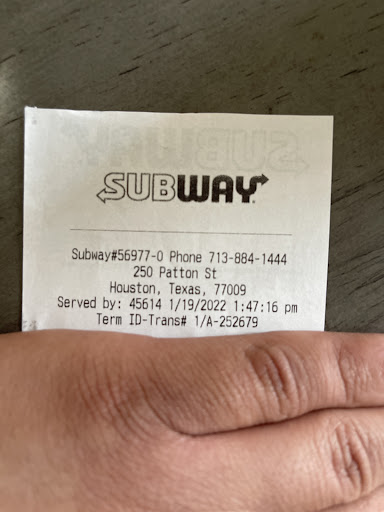 SUBWAY
Subway#56977-0 Phone 713-884-1444
250 Patton St
Houston, Texas, 77009
Served by: 45614 1/19/2022 1:47:16 pm
Term ID-Trans# 1/A-252679